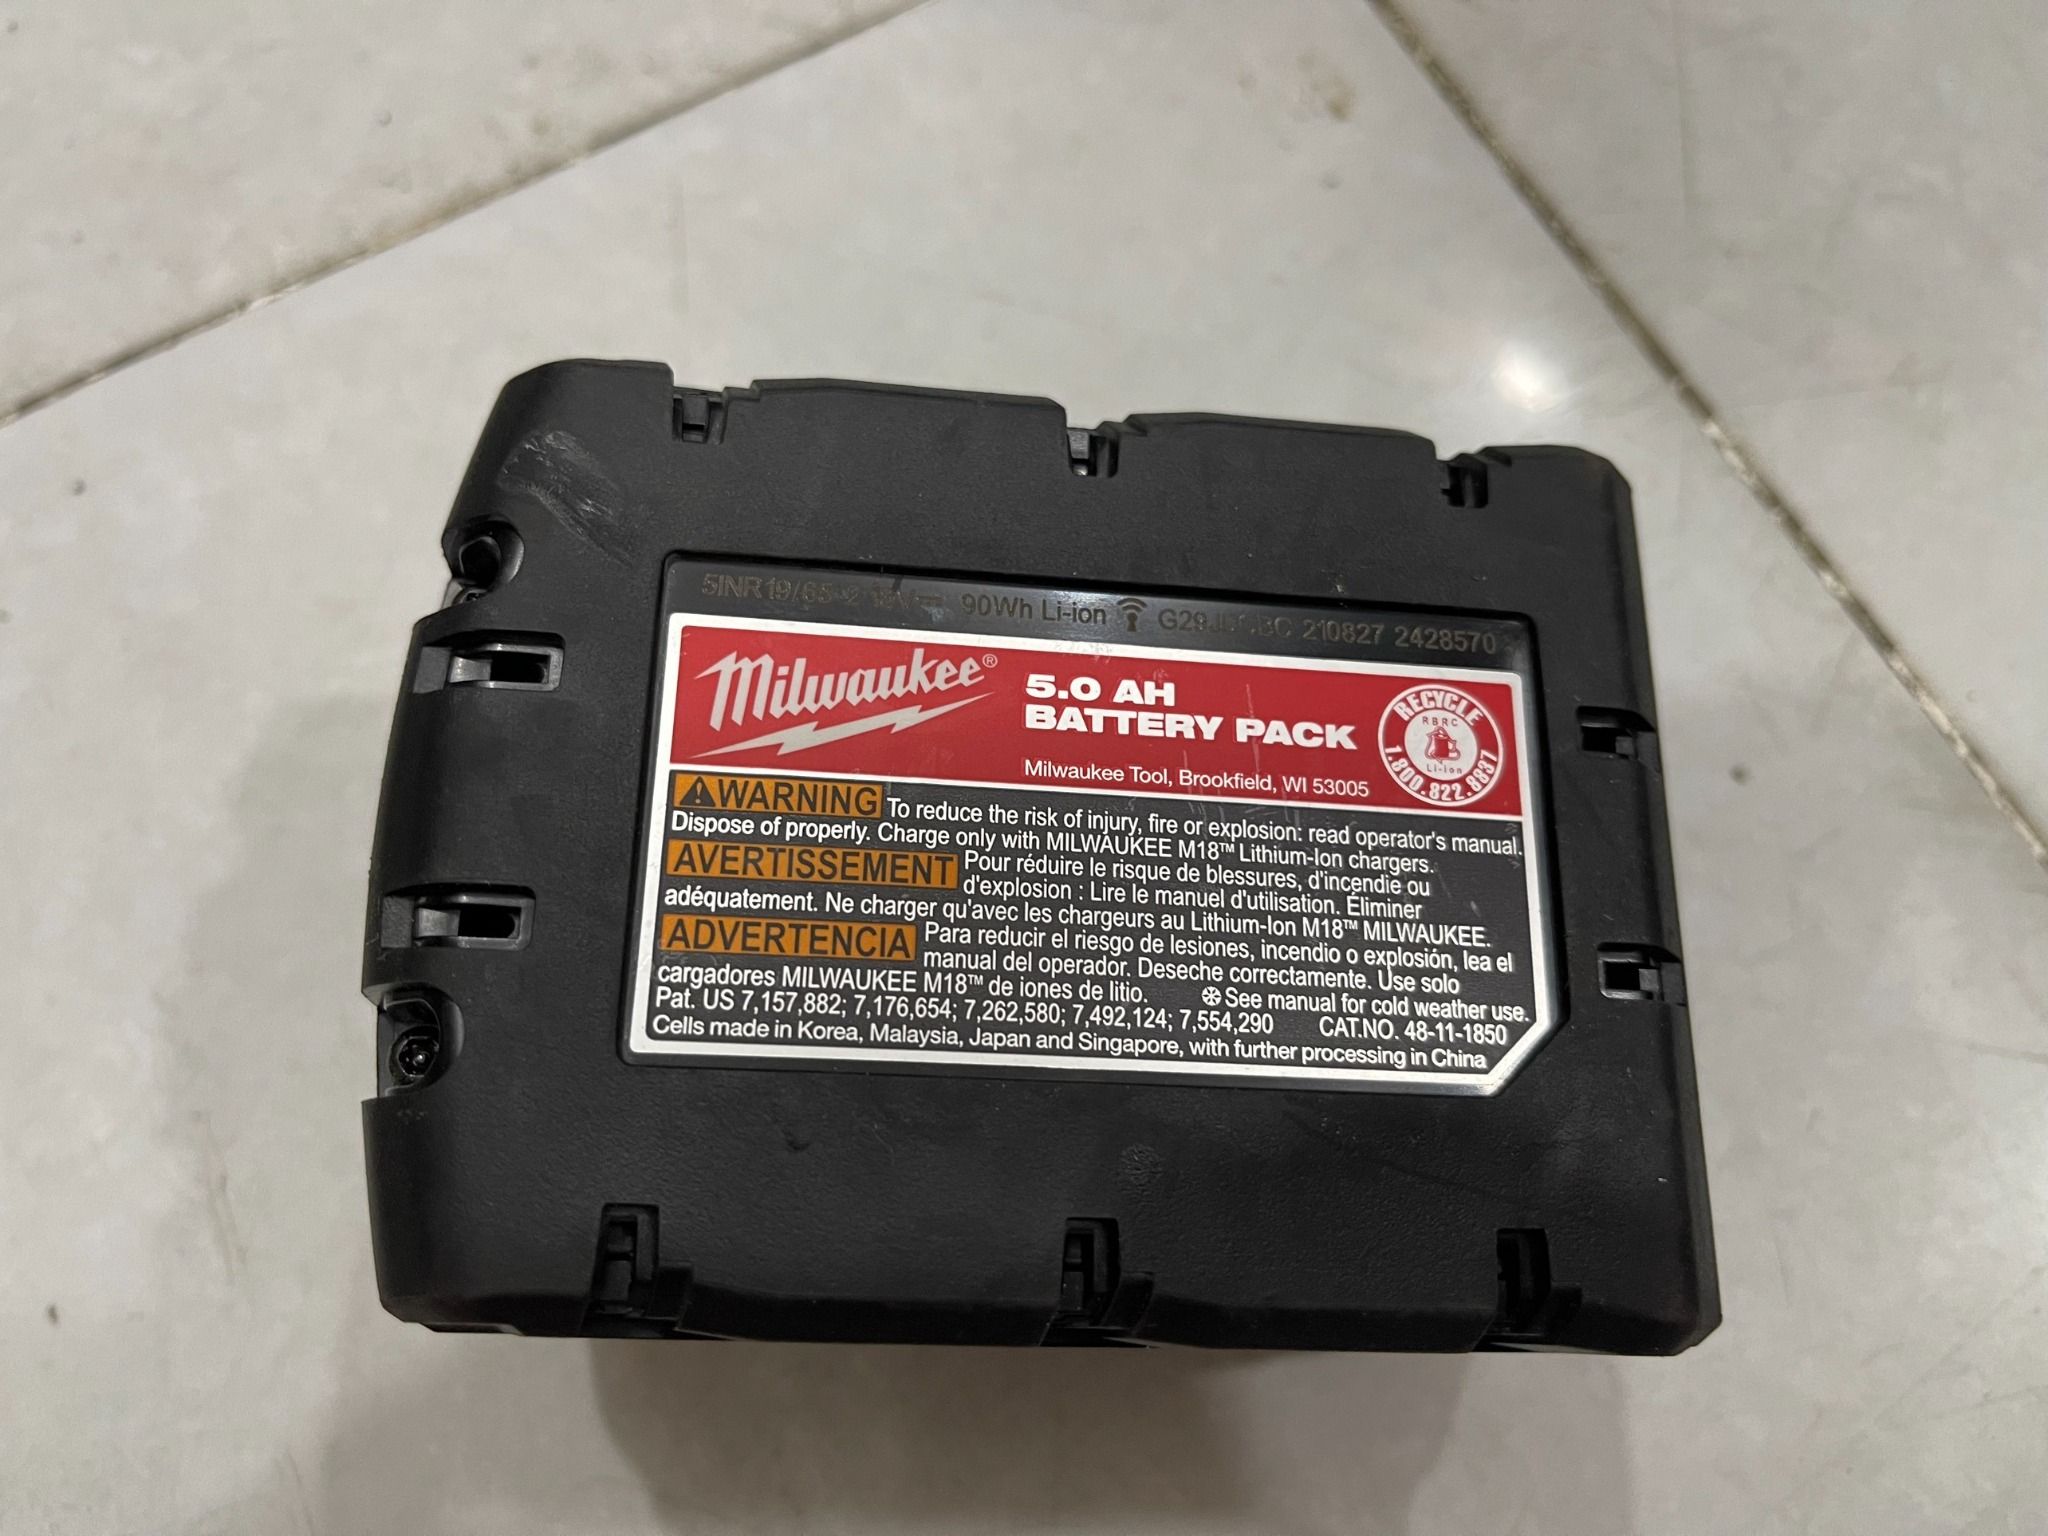 5INR19/65-2 18V⎓ 90Wh Li-ion 210827 2428570
Milwaukee®
5.0 AH
BATTERY PACK
Milwaukee Tool, Brookfield, WI 53005
RECYCLE
RBRC
Li-ion
1.800.822.8837
⚠WARNING To reduce the risk of injury, fire or explosion: read operator's manual.
Dispose of properly. Charge only with MILWAUKEE M18™ Lithium-Ion chargers.
AVERTISSEMENT Pour réduire le risque de blessures, d'incendie ou
d'explosion : Lire le manuel d'utilisation. Éliminer
adéquatement. Ne charger qu'avec les chargeurs au Lithium-Ion M18™ MILWAUKEE.
ADVERTENCIA Para reducir el riesgo de lesiones, incendio o explosión, lea el
manual del operador. Deseche correctamente. Use solo
cargadores MILWAUKEE M18™ de iones de litio. ❄See manual for cold weather use.
Pat. US 7,157,882; 7,176,654; 7,262,580; 7,492,124; 7,554,290 CAT.NO. 48-11-1850
Cells made in Korea, Malaysia, Japan and Singapore, with further processing in China